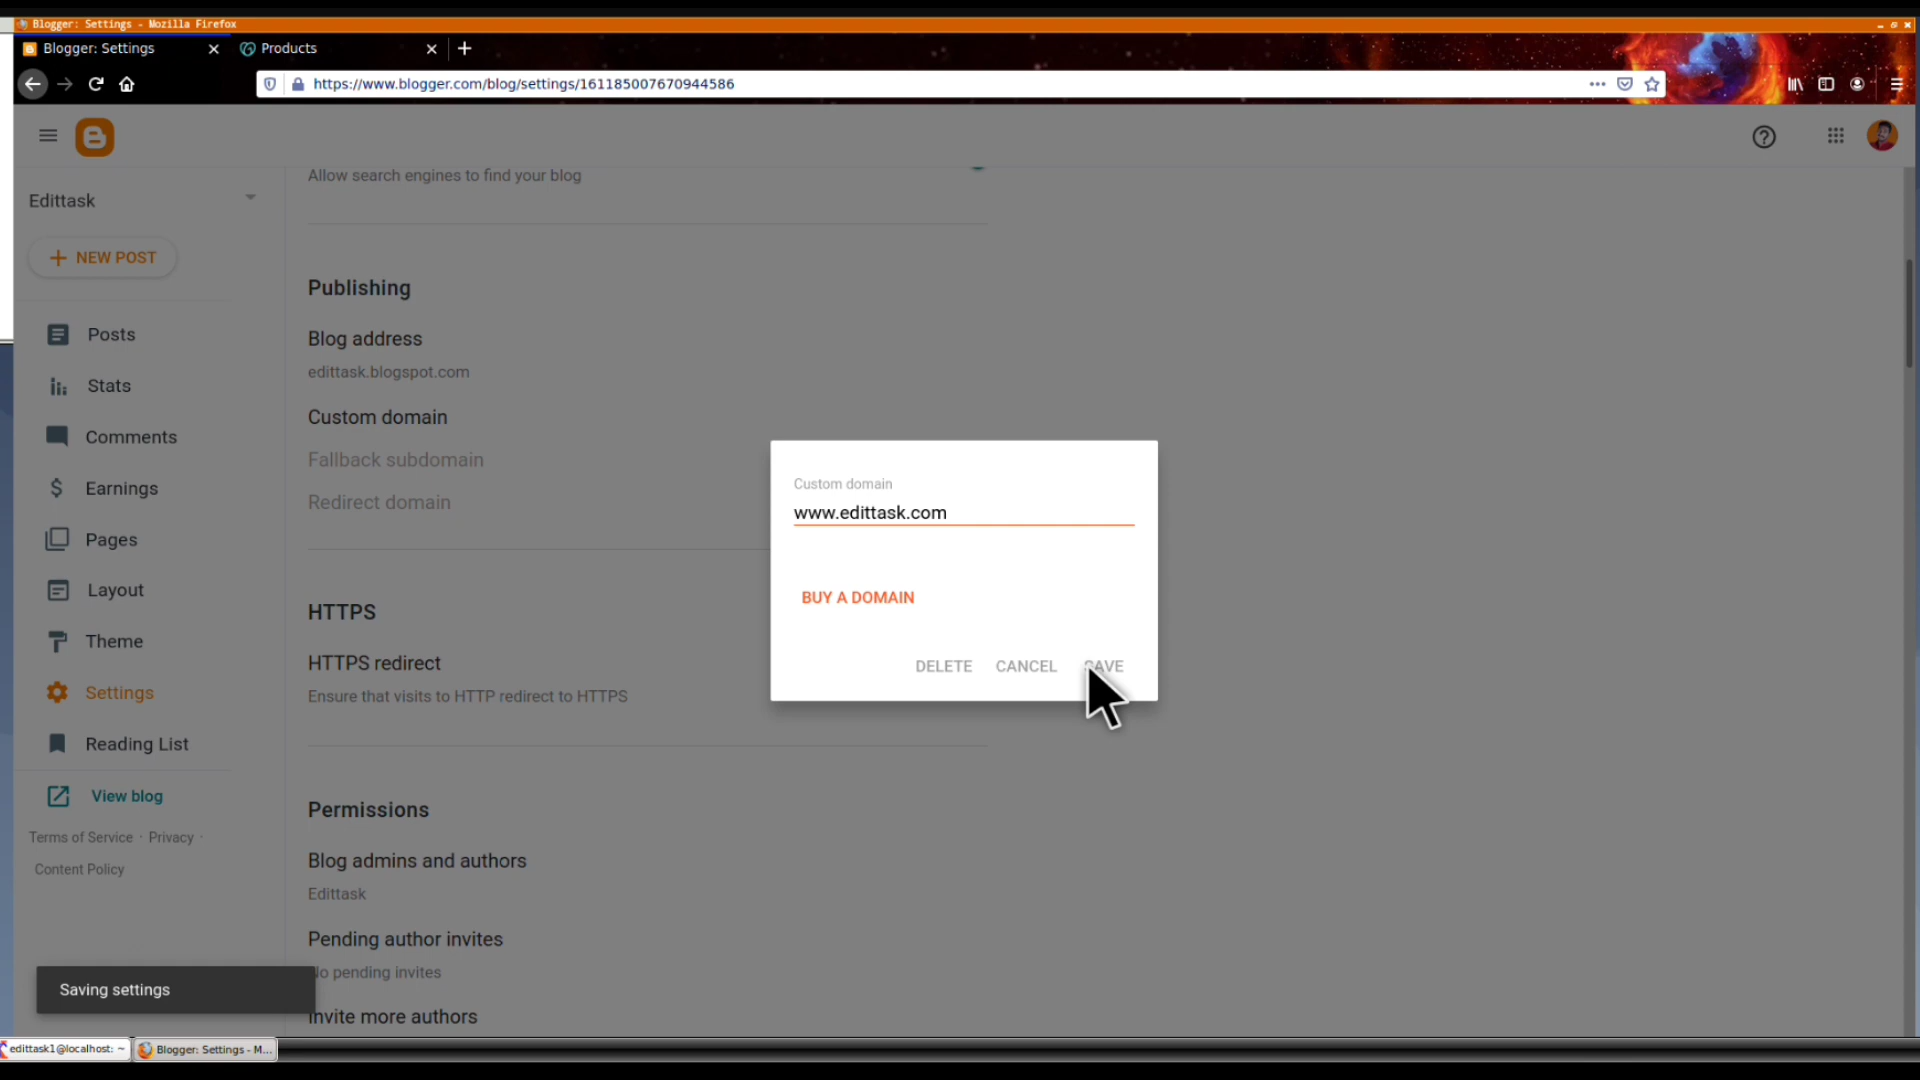 Blogger: Settings - Mozilla Firefox
Blogger: Settings
Products
https://www.blogger.com/blog/settings/161185007670944586
Edittask
NEW POST
Posts
Stats
Comments
Earnings
Pages
Layout
Theme
Settings
Reading List
View blog
Terms of Service · Privacy ·
Content Policy
Allow search engines to find your blog
Publishing
Blog address
edittask.blogspot.com
Custom domain
Fallback subdomain
Redirect domain
HTTPS
HTTPS redirect
Ensure that visits to HTTP redirect to HTTPS
Permissions
Blog admins and authors
Edittask
Pending author invites
No pending invites
Invite more authors
Custom domain
www.edittask.com
BUY A DOMAIN
DELETE CANCEL SAVE
Saving settings
edittask1@localhost: ~
Blogger: Settings - M...